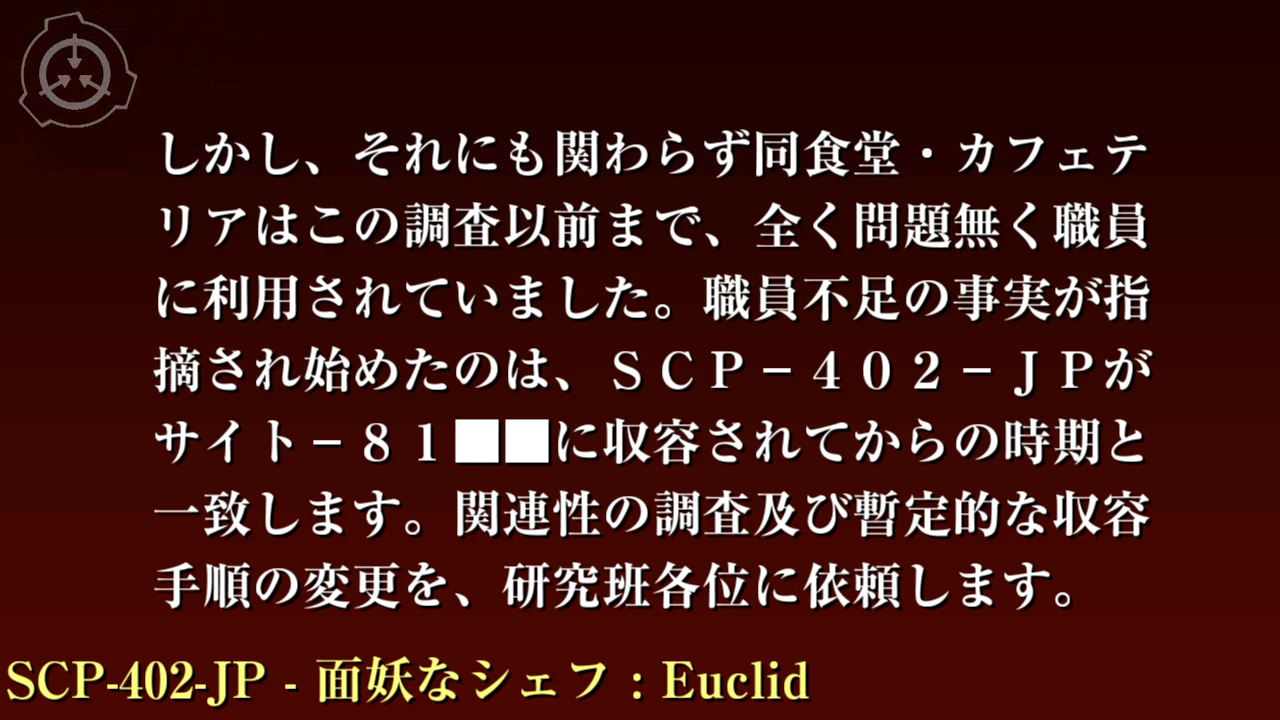 しかし、それにも関わらず同食堂・カフェテ
リアはこの調査以前まで、全く問題無く職員
に利用されていました。職員不足の事実が指
摘され始めたのは、ＳＣＰ－４０２－ＪＰが
サイト－８１■■に収容されてからの時期と
一致します。関連性の調査及び暫定的な収容
手順の変更を、研究班各位に依頼します。
SCP-402-JP - 面妖なシェフ : Euclid